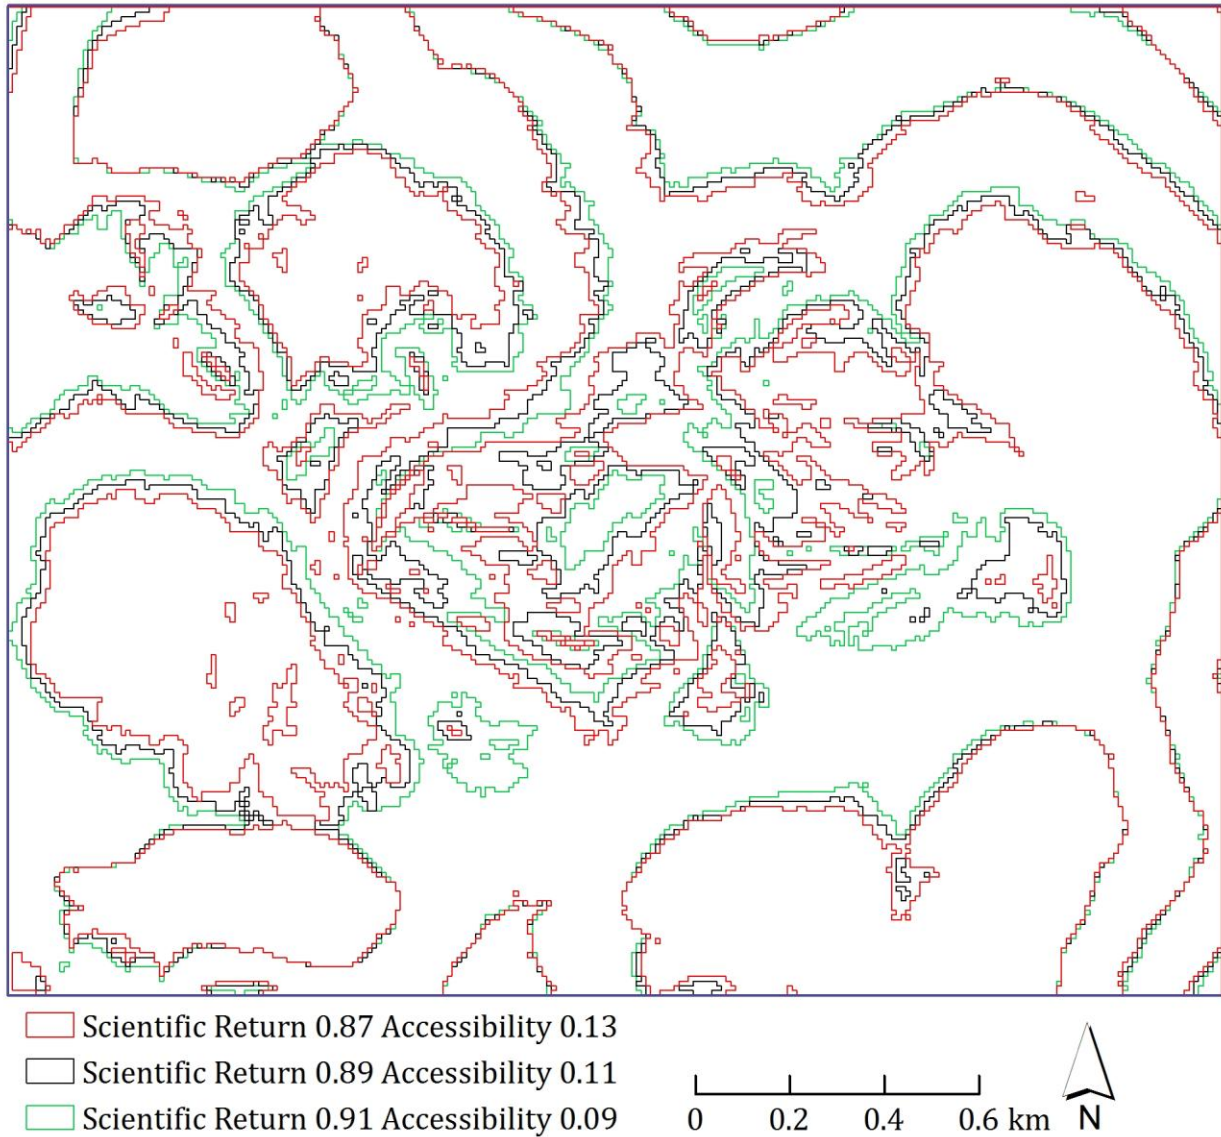 Scientific Return 0.87 Accessibility 0.13
Scientific Return 0.89 Accessibility 0.11
Scientific Return 0.91 Accessibility 0.09
0 0.2 0.4 0.6 km
N